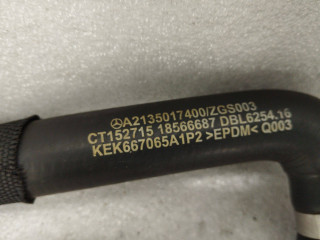 A2135017400/ZGS003
CT152715 18566687 DBL6254.16
KEK667065A1P2 >EPDM< Q003